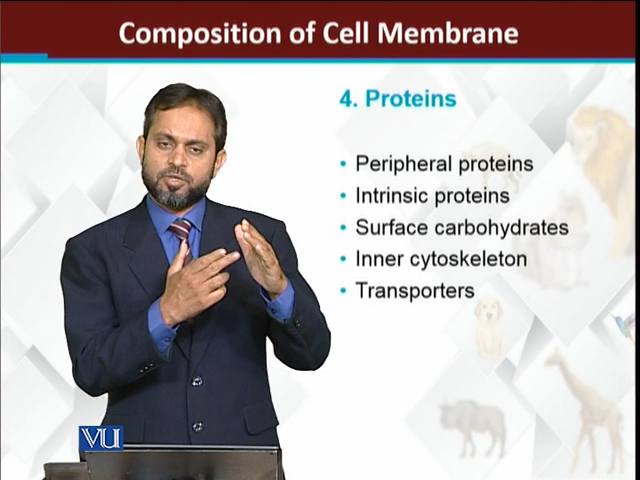 Composition of Cell Membrane
4. Proteins
• Peripheral proteins
• Intrinsic proteins
• Surface carbohydrates
• Inner cytoskeleton
• Transporters
VU